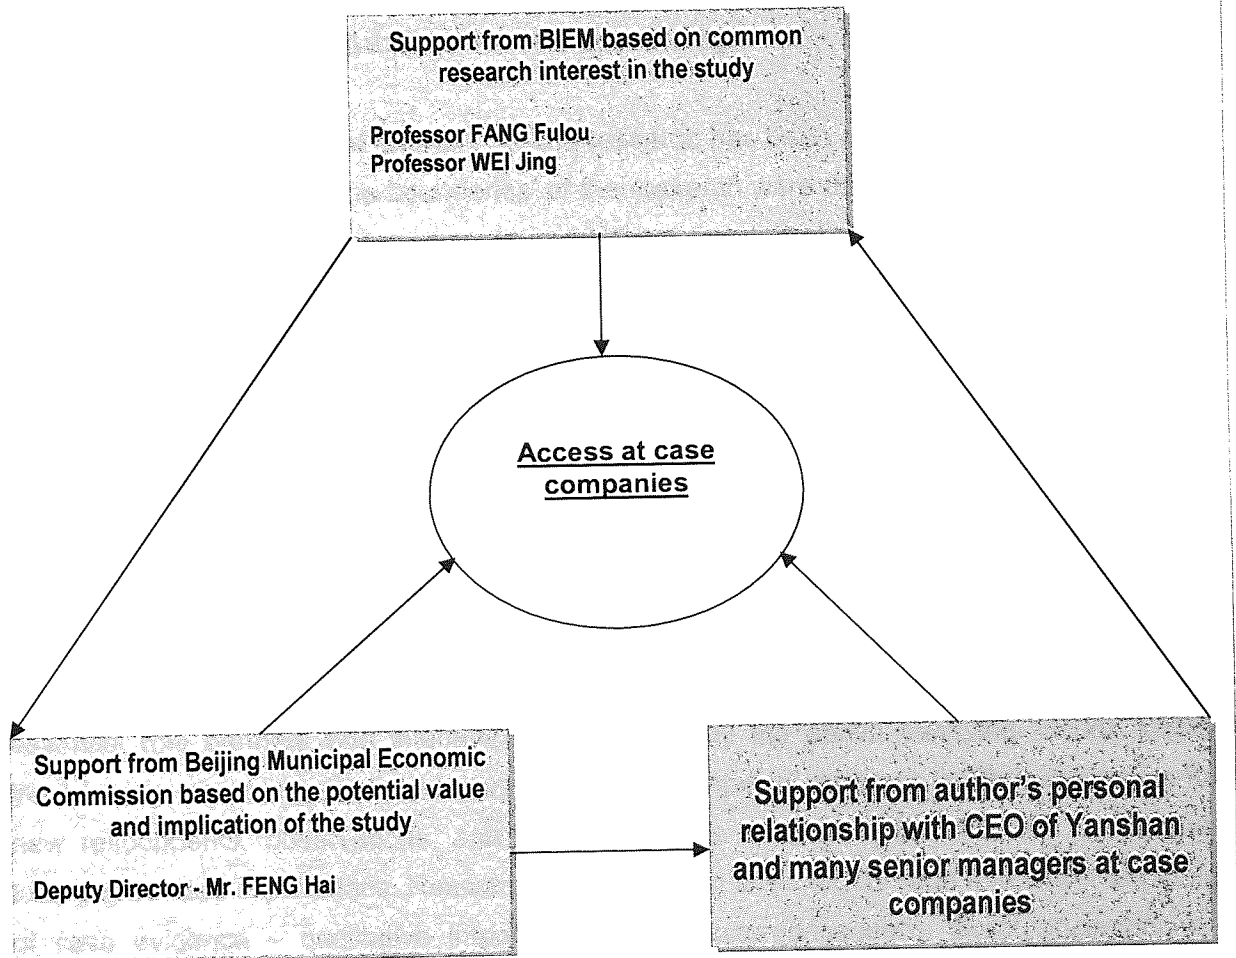 Support from BIEM based on common
research interest in the study
Professor FANG Fulou
Professor WEI Jing
Access at case
companies
Support from Beijing Municipal Economic
Commission based on the potential value
and implication of the study
Deputy Director - Mr. FENG Hai
Support from author's personal
relationship with CEO of Yanshan
and many senior managers at case
companies